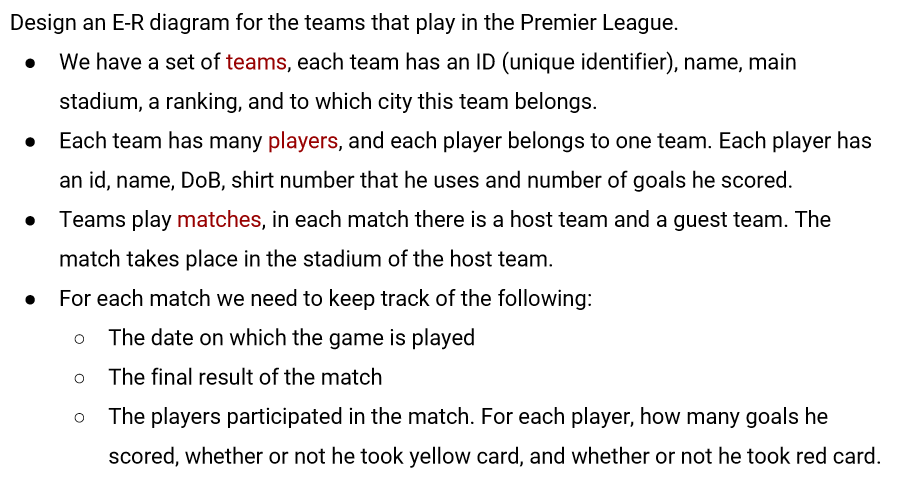 Design an E-R diagram for the teams that play in the Premier League.
● We have a set of teams, each team has an ID (unique identifier), name, main
stadium, a ranking, and to which city this team belongs.
● Each team has many players, and each player belongs to one team. Each player has
an id, name, DoB, shirt number that he uses and number of goals he scored.
● Teams play matches, in each match there is a host team and a guest team. The
match takes place in the stadium of the host team.
● For each match we need to keep track of the following:
○ The date on which the game is played
○ The final result of the match
○ The players participated in the match. For each player, how many goals he
scored, whether or not he took yellow card, and whether or not he took red card.